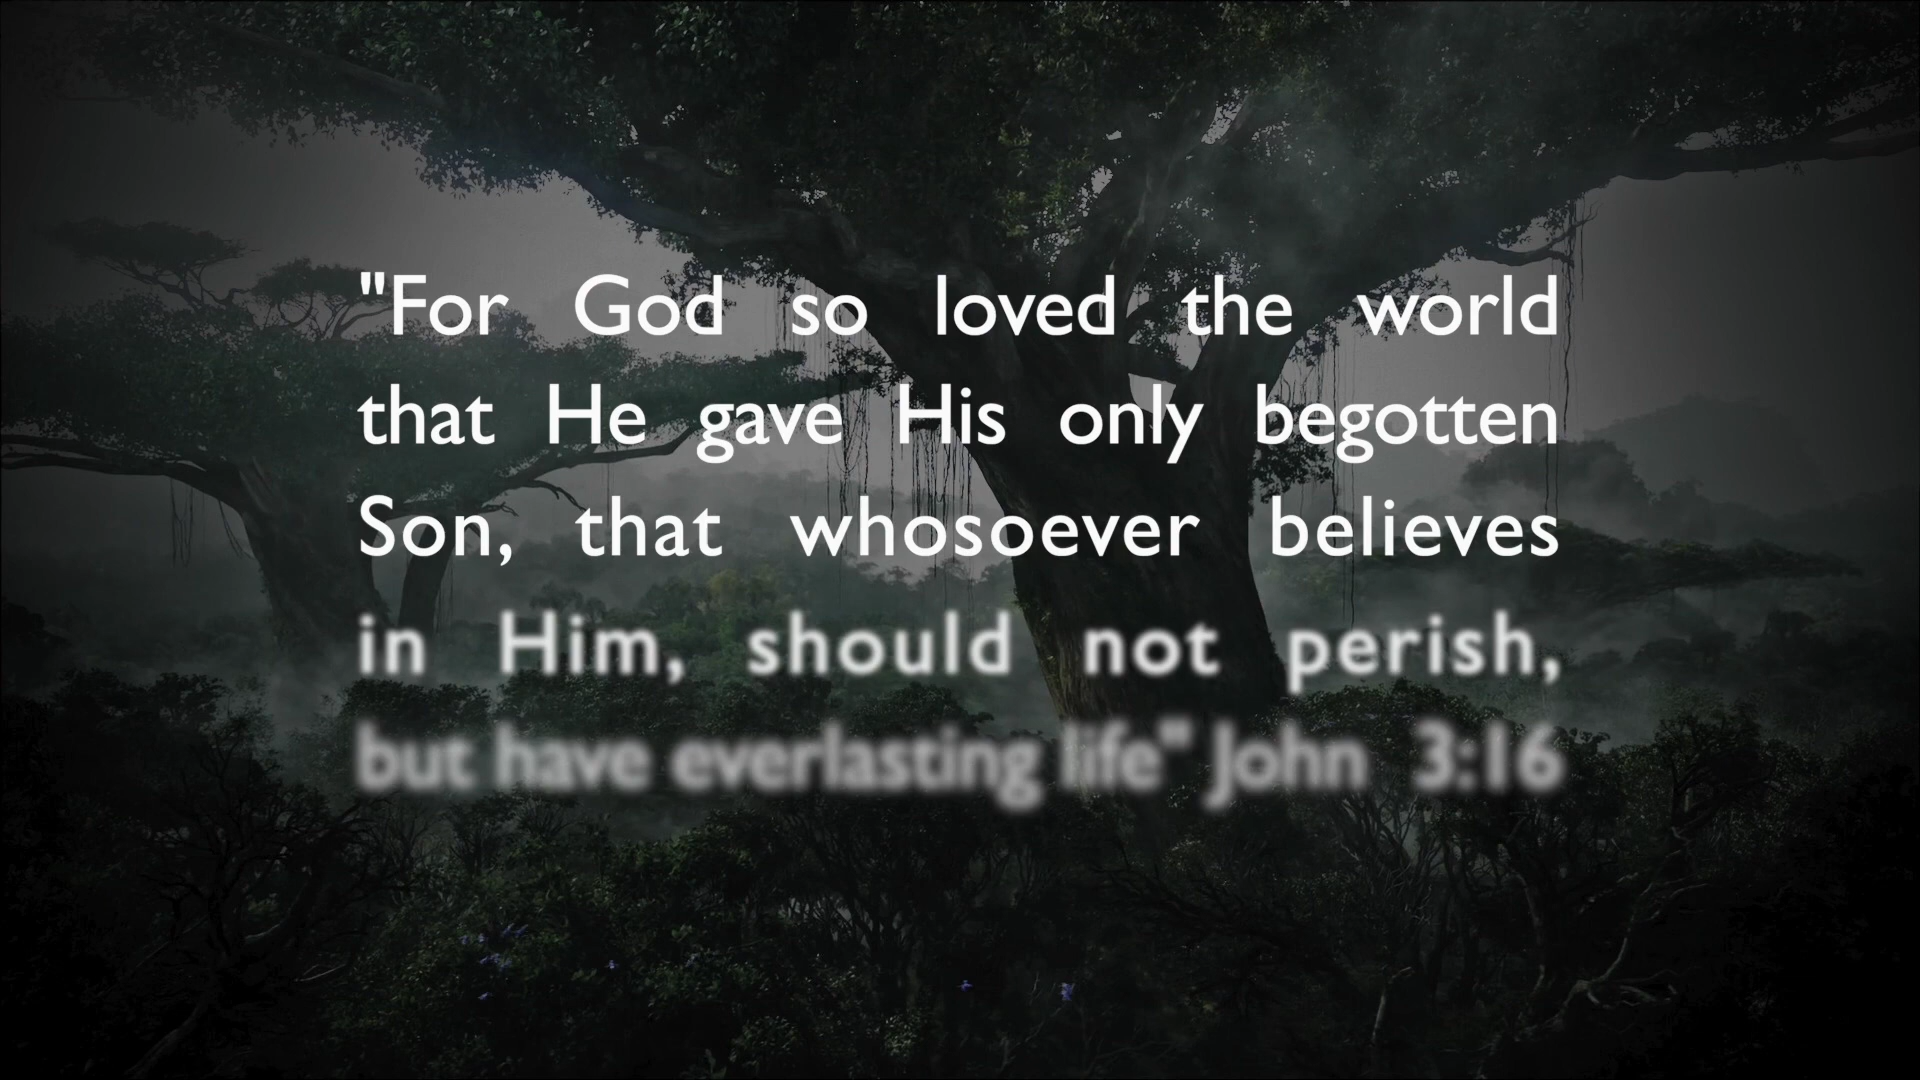 "For God so loved the world
that He gave His only begotten
Son, that whosoever believes
in Him, should not perish,
but have everlasting life" John 3:16